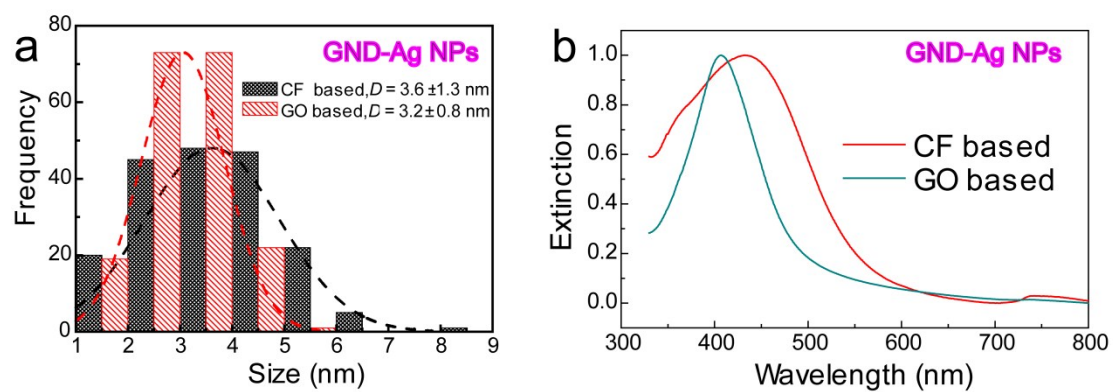 a
GND-Ag NPs
CF based,D = 3.6 ±1.3 nm
GO based,D = 3.2±0.8 nm
Frequency
80
60
40
20
0
1 2 3 4 5 6 7 8 9
Size (nm)
b
GND-Ag NPs
CF based
GO based
Extinction
1.0
0.8
0.6
0.4
0.2
0.0
300 400 500 600 700 800
Wavelength (nm)